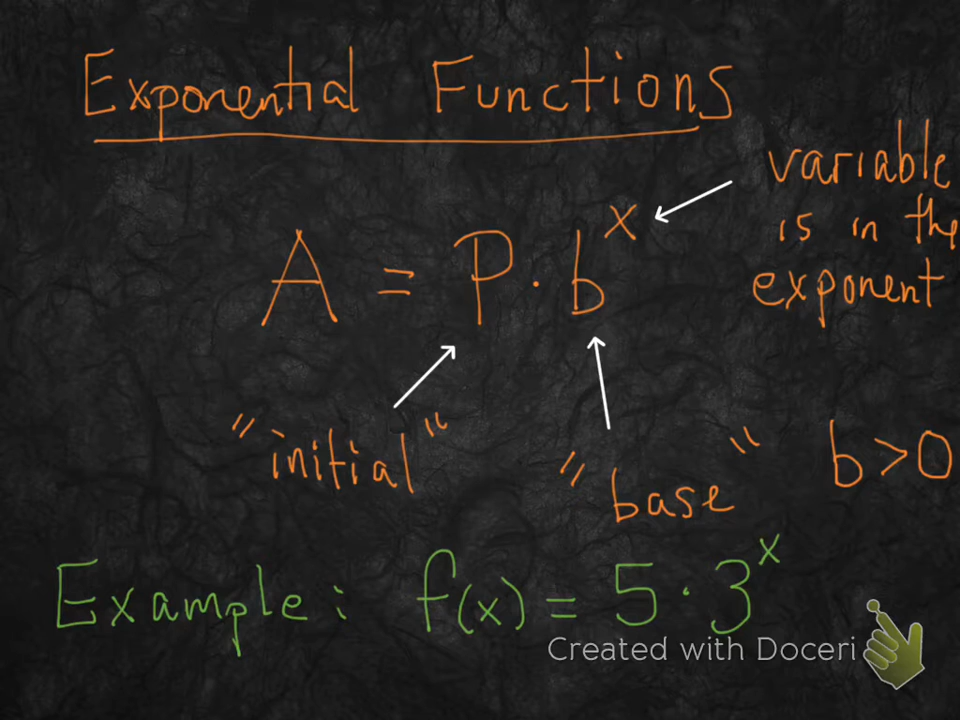 Exponential Functions
A = P · b^x
variable
is in the
exponent
"initial"
"base"
b > 0
Example: f(x) = 5 · 3^x
Created with Doceri